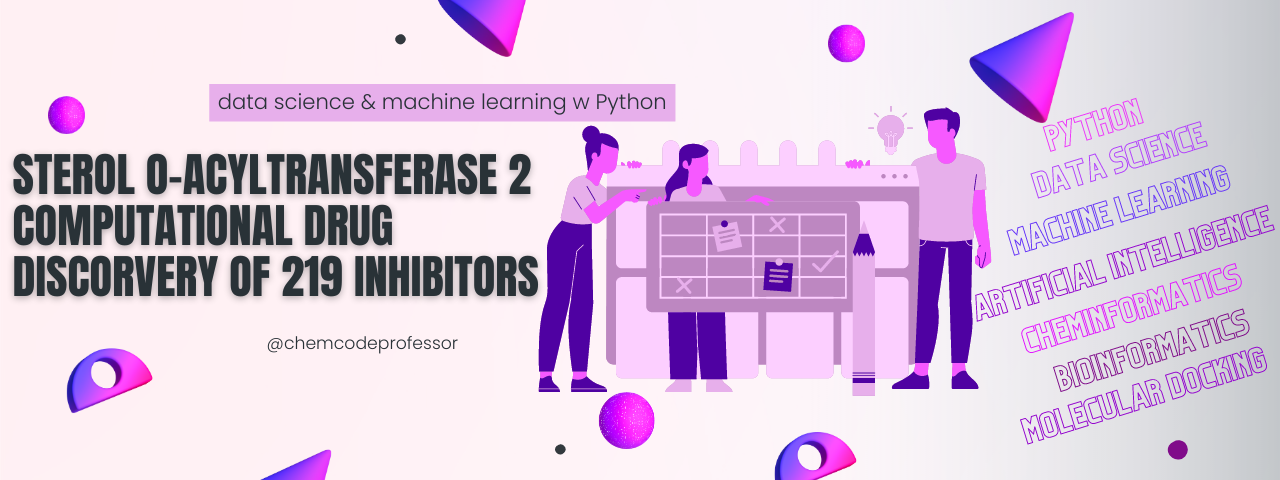 data science & machine learning w Python
STEROL O-ACYLTRANSFERASE 2
COMPUTATIONAL DRUG
DISCORVERY OF 219 INHIBITORS
@chemcodeprofessor
PYTHON
DATA SCIENCE
MACHINE LEARNING
ARTIFICIAL INTELLIGENCE
CHEMINFORMATICS
BIOINFORMATICS
MOLECULAR DOCKING